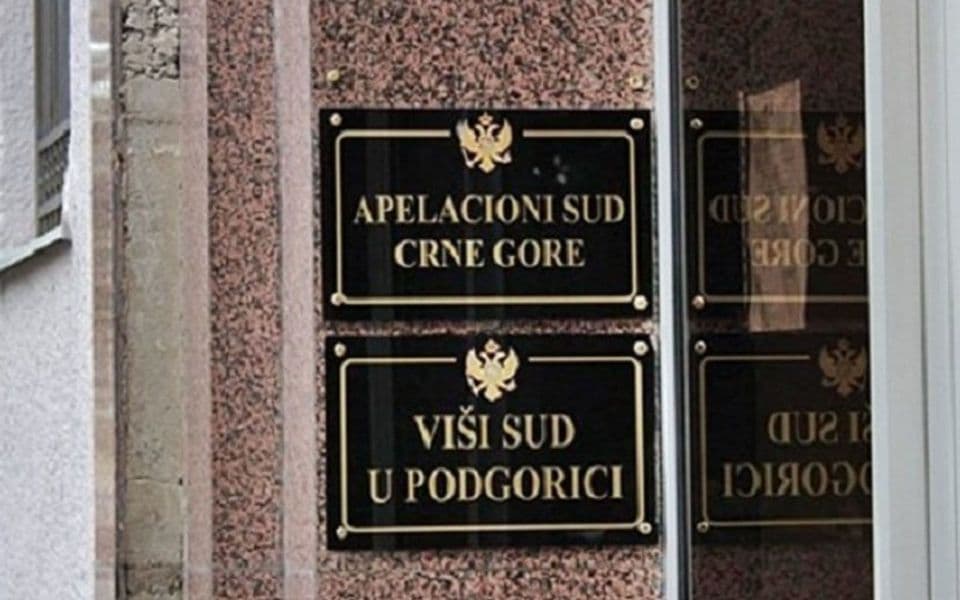 APELACIONI SUD
CRNE GORE
VIŠI SUD
U PODGORICI